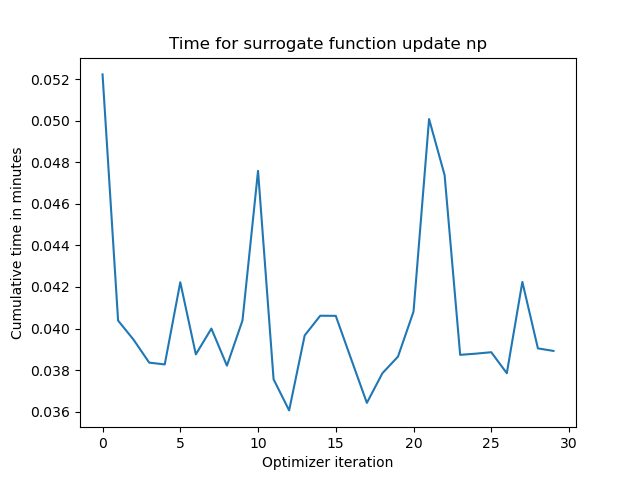 Time for surrogate function update np
0.052
0.050
0.048
0.046
0.044
0.042
0.040
0.038
0.036
Cumulative time in minutes
0 5 10 15 20 25 30
Optimizer iteration